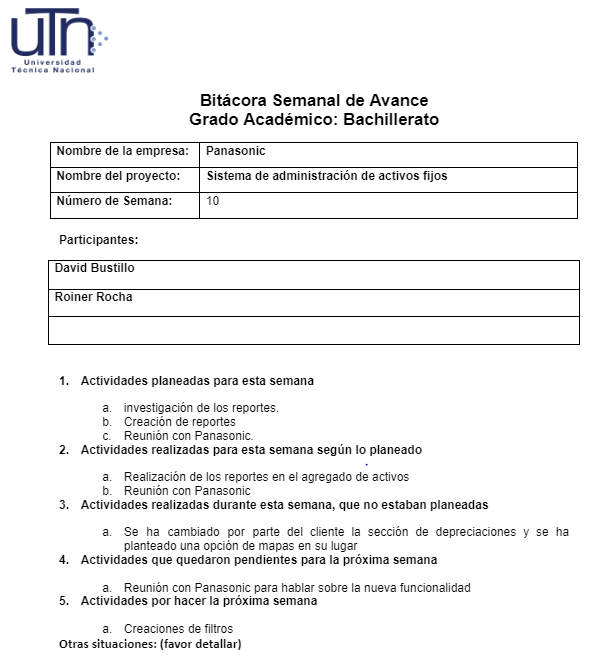 UTN
Universidad
Técnica Nacional
Bitácora Semanal de Avance
Grado Académico: Bachillerato
Nombre de la empresa: Panasonic
Nombre del proyecto: Sistema de administración de activos fijos
Número de Semana: 10
Participantes:
David Bustillo
Roiner Rocha
1. Actividades planeadas para esta semana
a. investigación de los reportes.
b. Creación de reportes
c. Reunión con Panasonic.
2. Actividades realizadas para esta semana según lo planeado
a. Realización de los reportes en el agregado de activos
b. Reunión con Panasonic
3. Actividades realizadas durante esta semana, que no estaban planeadas
a. Se ha cambiado por parte del cliente la sección de depreciaciones y se ha
planteado una opción de mapas en su lugar
4. Actividades que quedaron pendientes para la próxima semana
a. Reunión con Panasonic para hablar sobre la nueva funcionalidad
5. Actividades por hacer la próxima semana
a. Creaciones de filtros
Otras situaciones: (favor detallar)